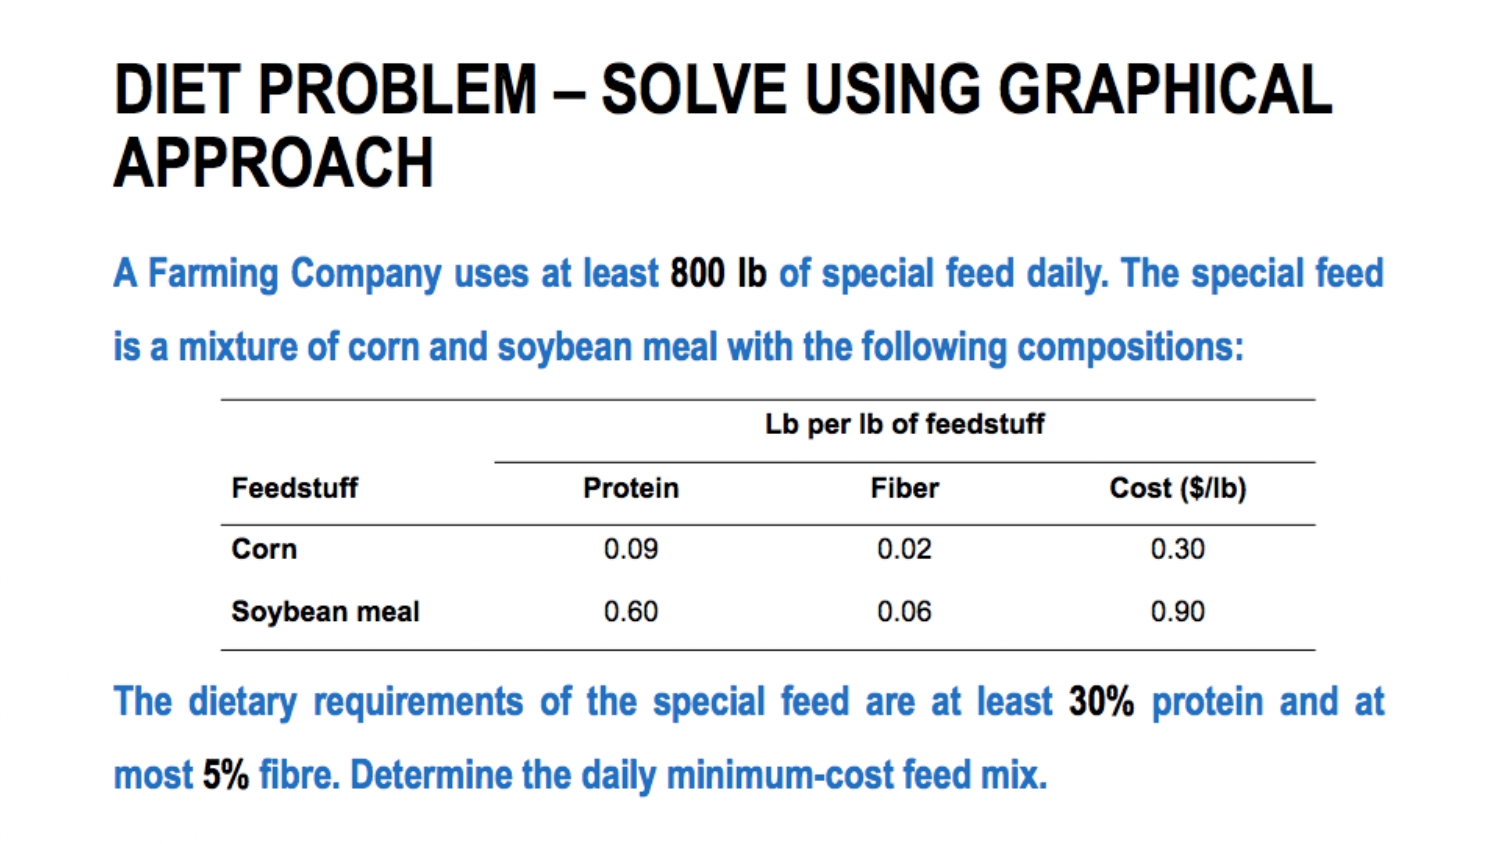 DIET PROBLEM – SOLVE USING GRAPHICAL
APPROACH
A Farming Company uses at least 800 lb of special feed daily. The special feed
is a mixture of corn and soybean meal with the following compositions:
Lb per lb of feedstuff
Feedstuff Protein Fiber Cost ($/lb)
Corn 0.09 0.02 0.30
Soybean meal 0.60 0.06 0.90
The dietary requirements of the special feed are at least 30% protein and at
most 5% fibre. Determine the daily minimum-cost feed mix.